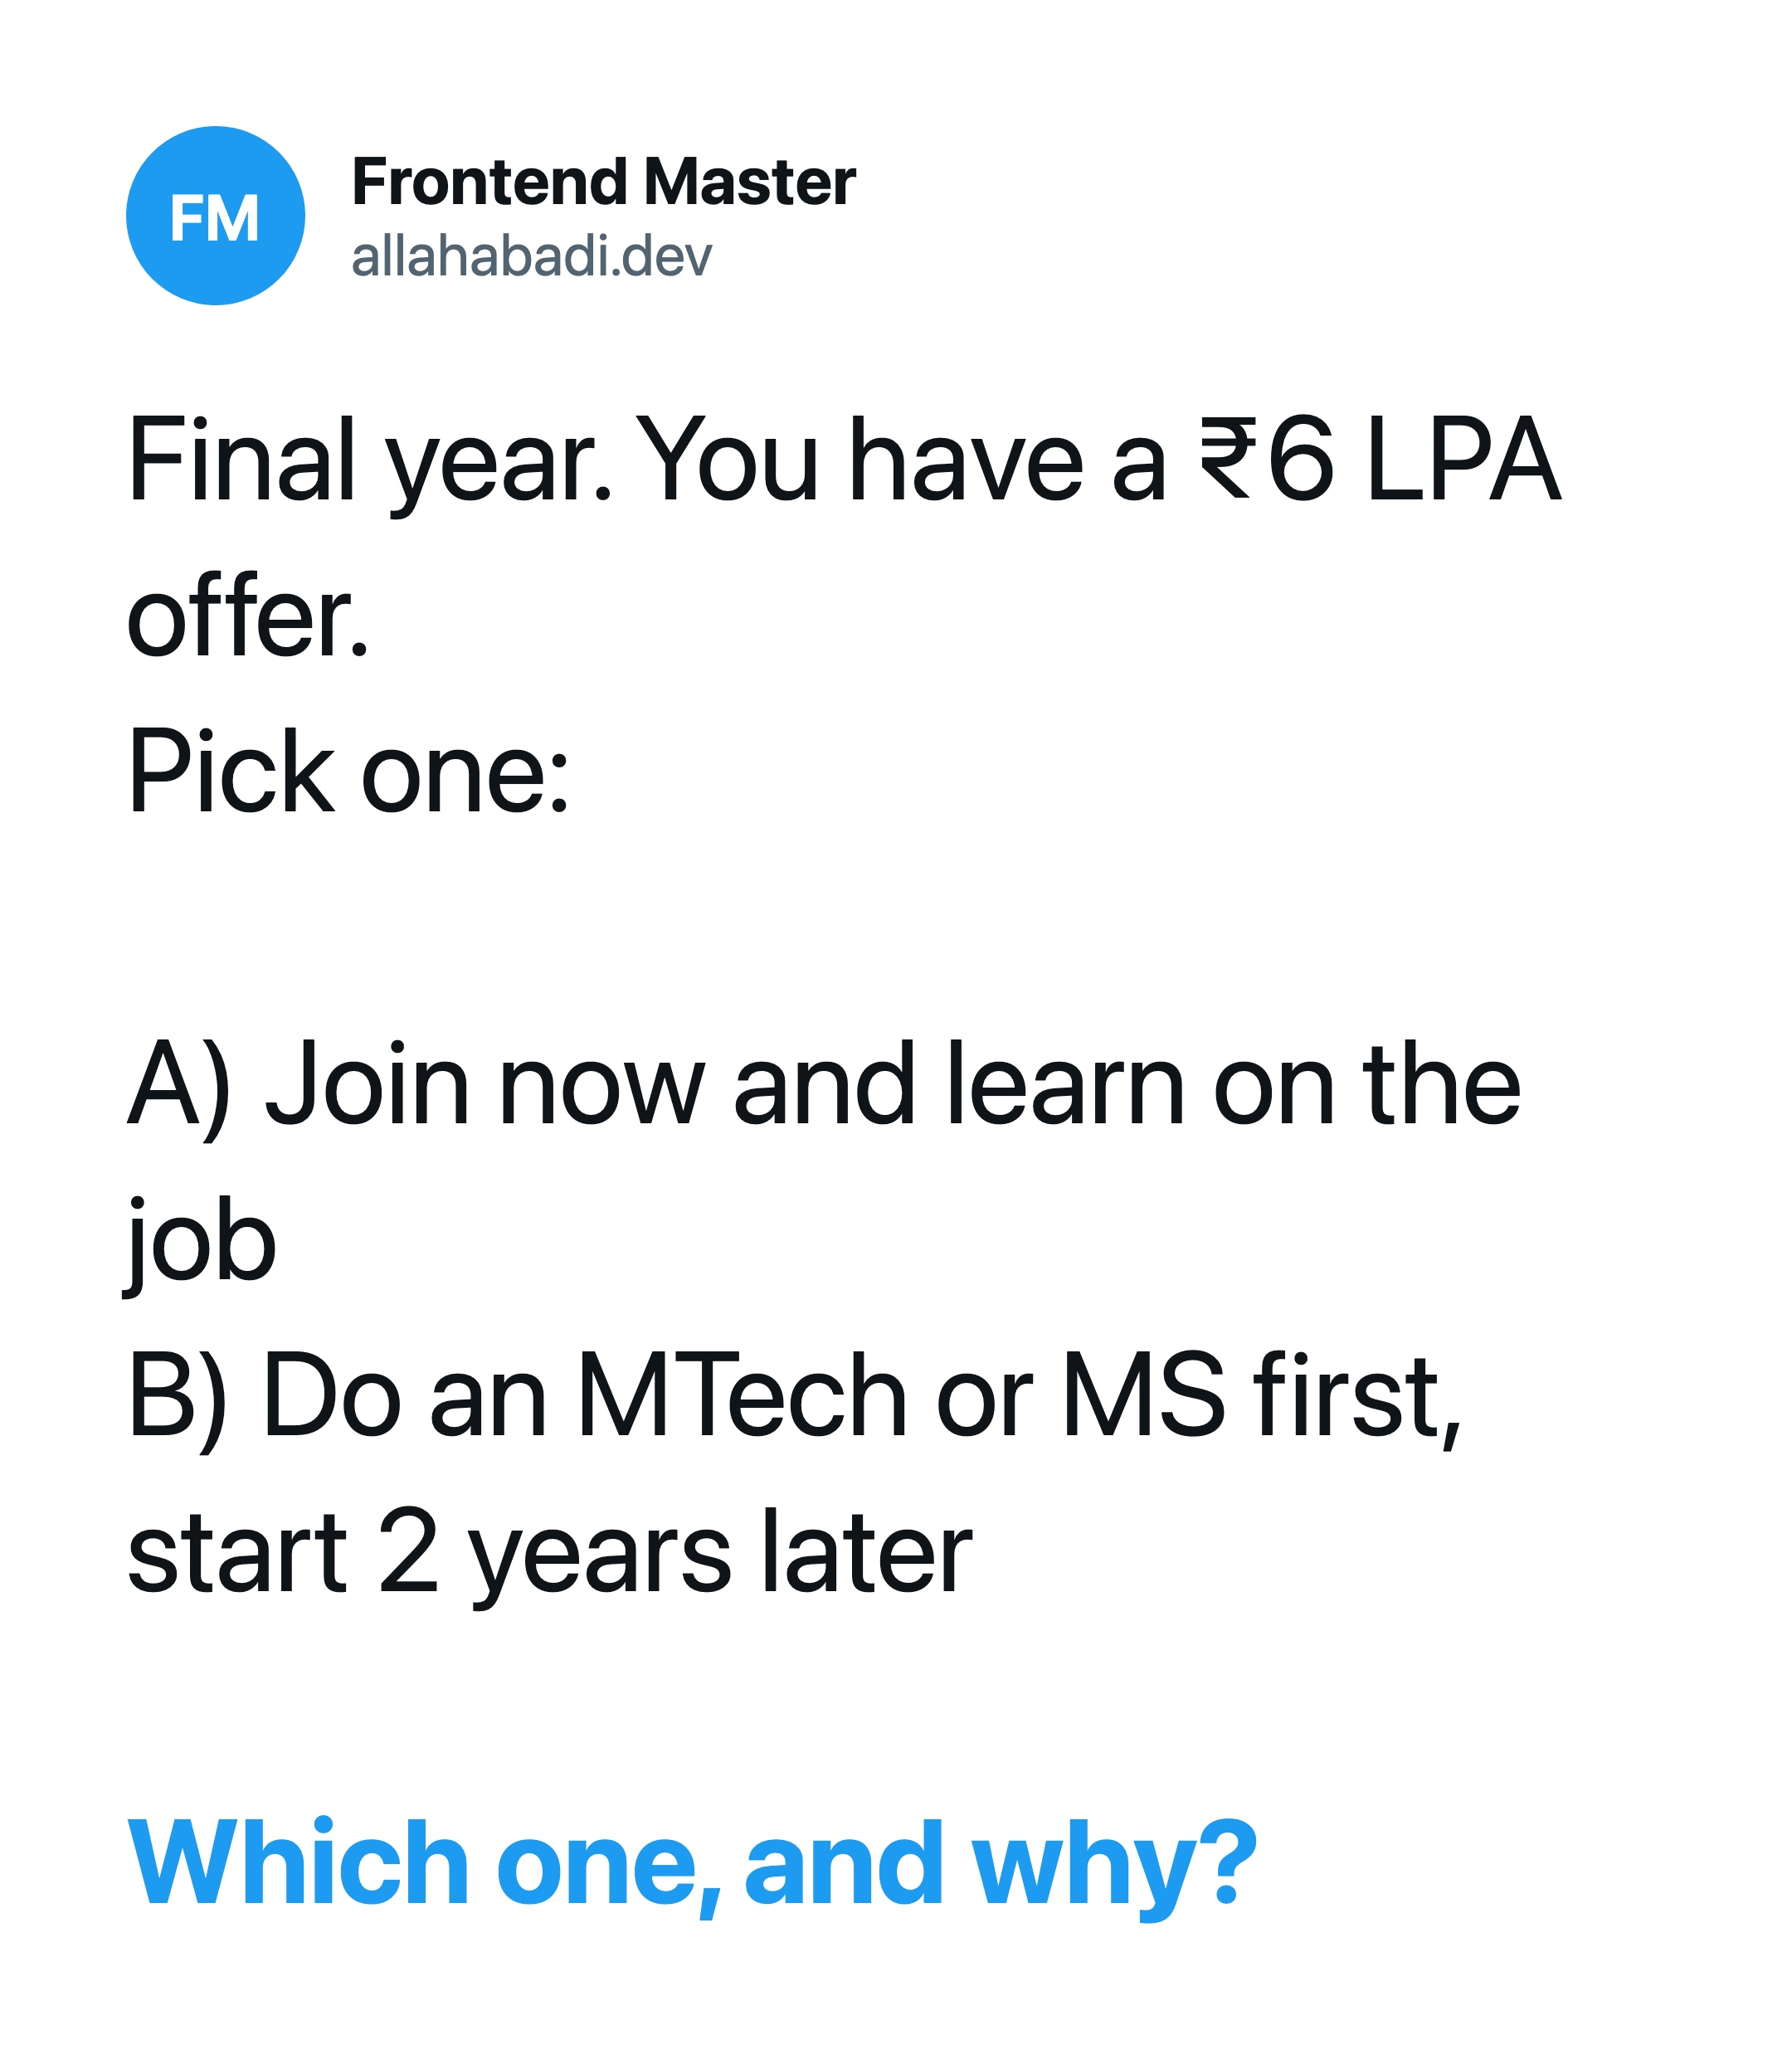 FM
Frontend Master
allahabadi.dev
Final year. You have a ₹6 LPA
offer.
Pick one:
A) Join now and learn on the
job
B) Do an MTech or MS first,
start 2 years later
Which one, and why?